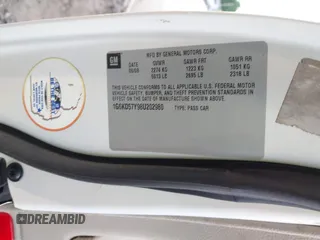 GM
MFD BY GENERAL MOTORS CORP.
DATE GVWR GAWR FRT GAWR RR
2274 KG 1223 KG 1051 KG
5013 LB 2695 LB 2318 LB
THIS VEHICLE CONFORMS TO ALL APPLICABLE U.S. FEDERAL MOTOR
VEHICLE SAFETY, BUMPER, AND THEFT PREVENTION STANDARDS IN
EFFECT ON THE DATE OF MANUFACTURE SHOWN ABOVE.
1G6KD57Y98U202980 TYPE: PASS CAR
DREAMBID